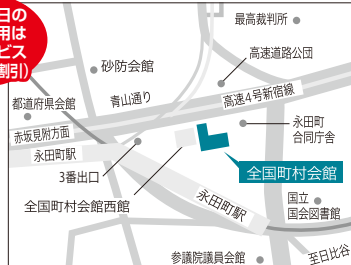 日の
用は
ビス
割引)
最高裁判所
高速道路公団
砂防会館
青山通り
高速4号新宿線
都道府県会館
永田町
合同庁舎
赤坂見附方面
永田町駅
3番出口
全国町村会館
全国町村会館西館
永田町駅
国立
国会図書館
参議院議員会館
至日比谷